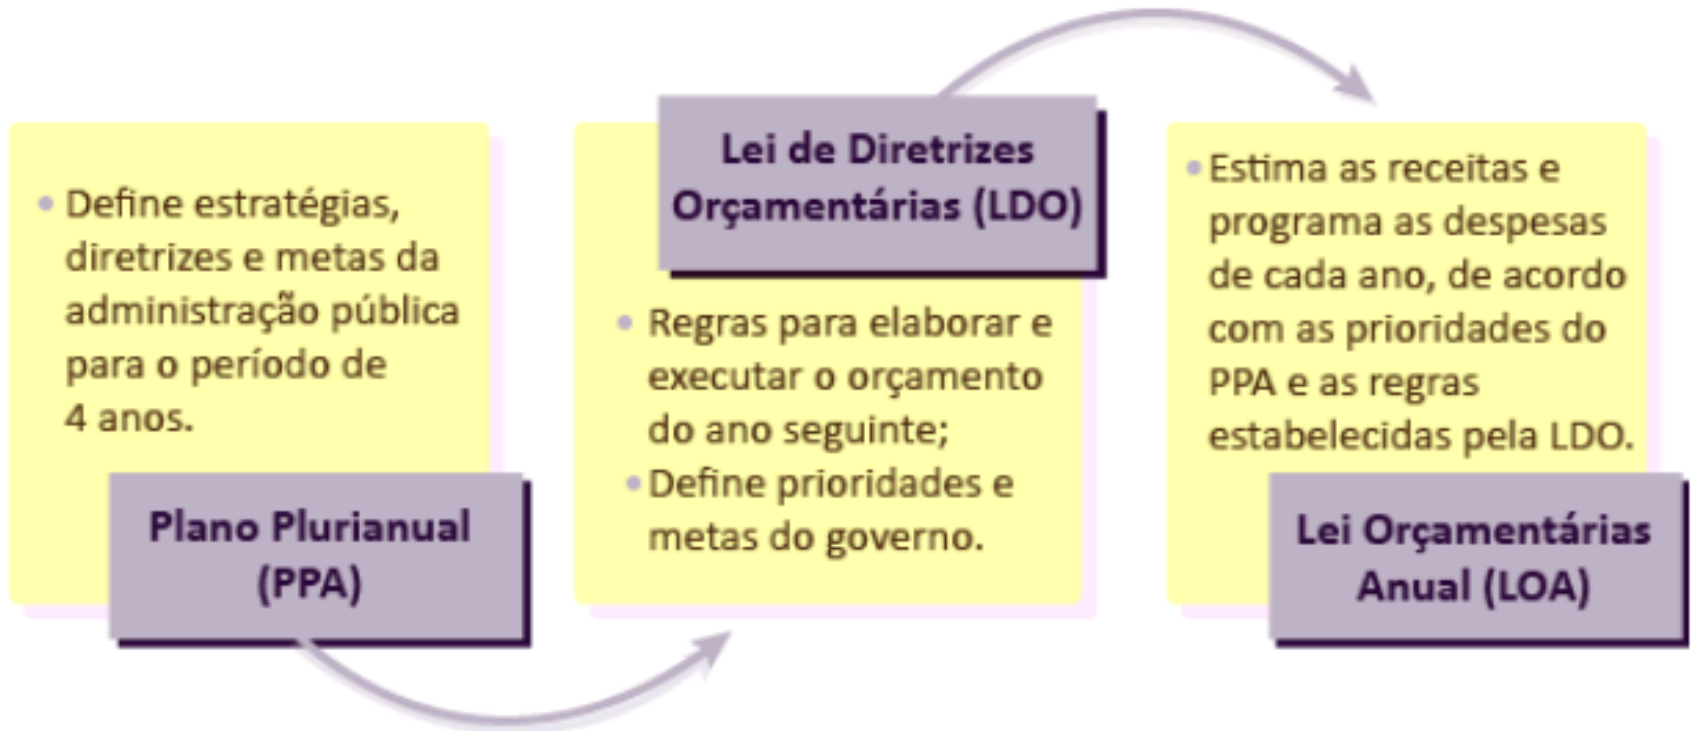 Define estratégias,
diretrizes e metas da
administração pública
para o período de
4 anos.
Plano Plurianual
(PPA)
Lei de Diretrizes
Orçamentárias (LDO)
Regras para elaborar e
executar o orçamento
do ano seguinte;
Define prioridades e
metas do governo.
Estima as receitas e
programa as despesas
de cada ano, de acordo
com as prioridades do
PPA e as regras
estabelecidas pela LDO.
Lei Orçamentárias
Anual (LOA)